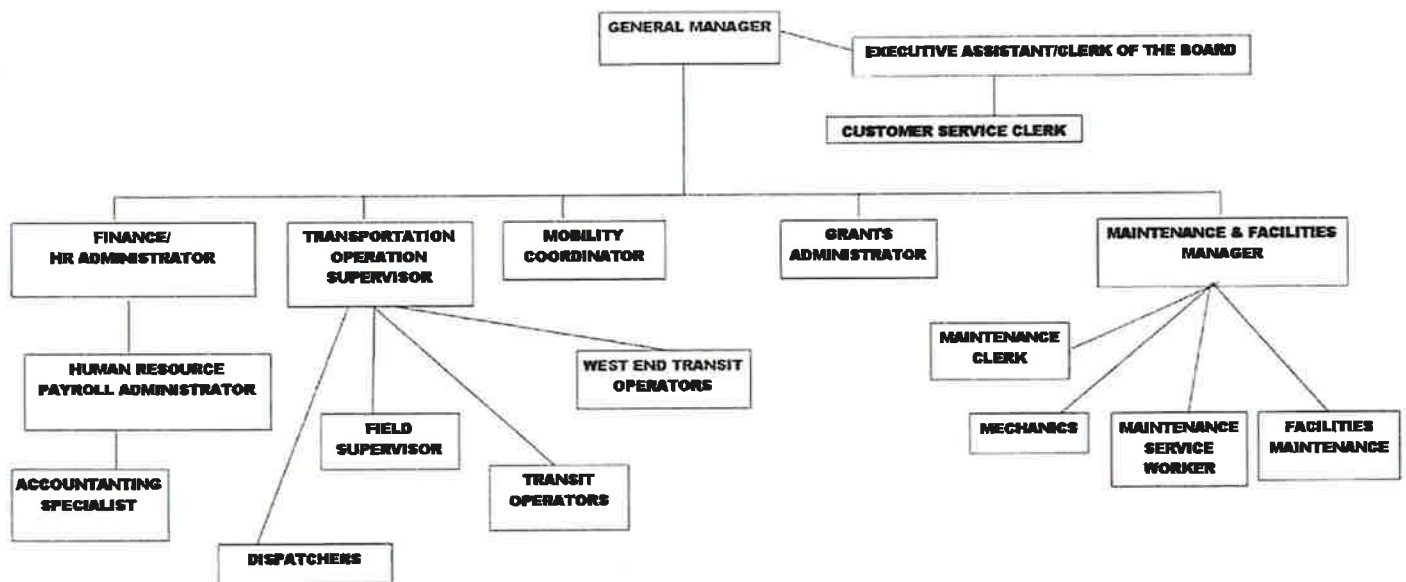 GENERAL MANAGER
EXECUTIVE ASSISTANT/CLERK OF THE BOARD
CUSTOMER SERVICE CLERK
FINANCE/
HR ADMINISTRATOR
TRANSPORTATION
OPERATION
SUPERVISOR
MOBILITY
COORDINATOR
GRANTS
ADMINISTRATOR
MAINTENANCE & FACILITIES
MANAGER
HUMAN RESOURCE
PAYROLL ADMINISTRATOR
ACCOUNTANTING
SPECIALIST
DISPATCHERS
FIELD
SUPERVISOR
TRANSIT
OPERATORS
WEST END TRANSIT
OPERATORS
MAINTENANCE
CLERK
MECHANICS
MAINTENANCE
SERVICE
WORKER
FACILITIES
MAINTENANCE